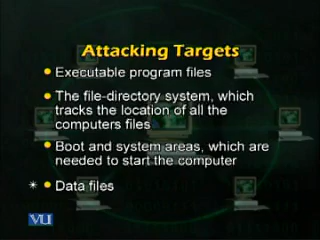 Attacking Targets
Executable program files
The file-directory system, which
tracks the location of all the
computers files
Boot and system areas, which are
needed to start the computer
Data files
VU